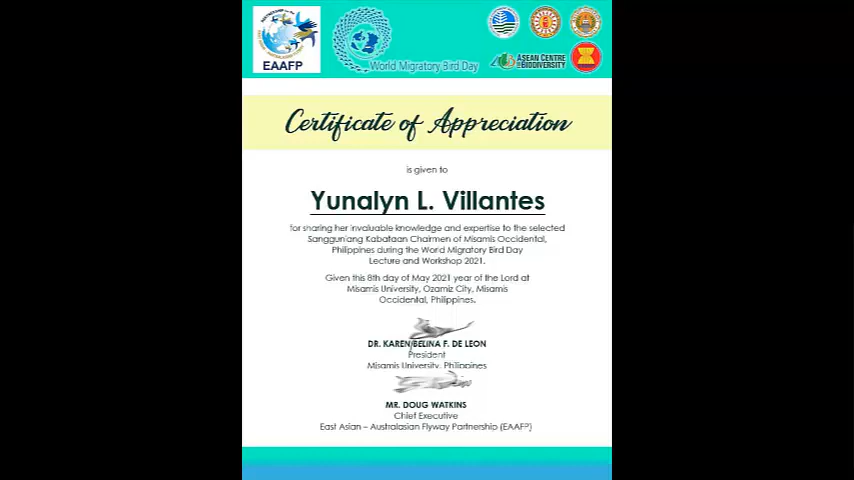 EAAFP
World Migratory Bird Day
ASEAN CENTRE
BIODIVERSITY
Certificate of Appreciation
is given to
Yunalyn L. Villantes
for sharing her invaluable knowledge and expertise to the selected
Sangguniang Kabataan Chairmen of Misamis Occidental,
Philippines during the World Migratory Bird Day
Lecture and Workshop 2021.
Given this 8th day of May 2021 year of the Lord at
Misamis University, Ozamiz City, Misamis
Occidental, Philippines.
DR. KAREN BELINA F. DE LEON
President
Misamis University, Philippines
MR. DOUG WATKINS
Chief Executive
East Asian – Australasian Flyway Partnership (EAAFP)